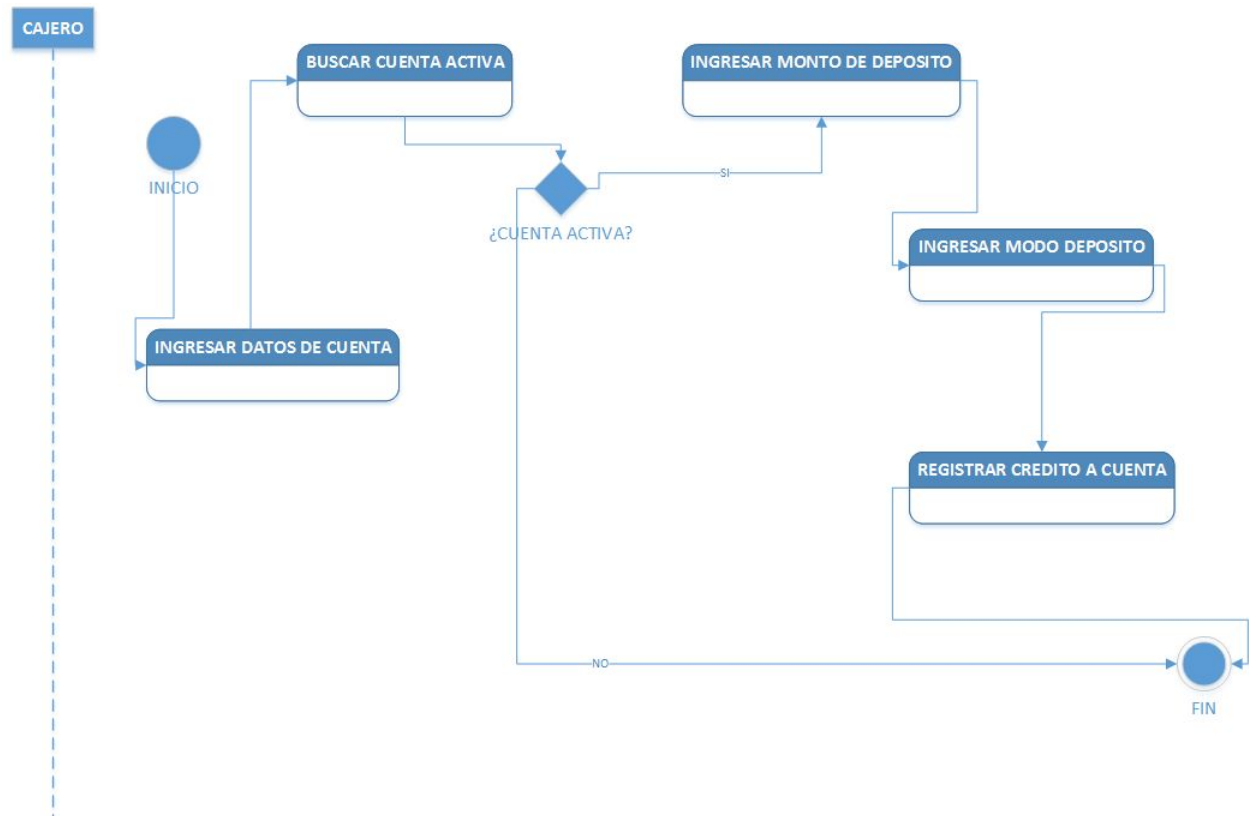 CAJERO
BUSCAR CUENTA ACTIVA
INGRESAR MONTO DE DEPOSITO
INICIO
SI
¿CUENTA ACTIVA?
INGRESAR MODO DEPOSITO
INGRESAR DATOS DE CUENTA
REGISTRAR CREDITO A CUENTA
NO
FIN